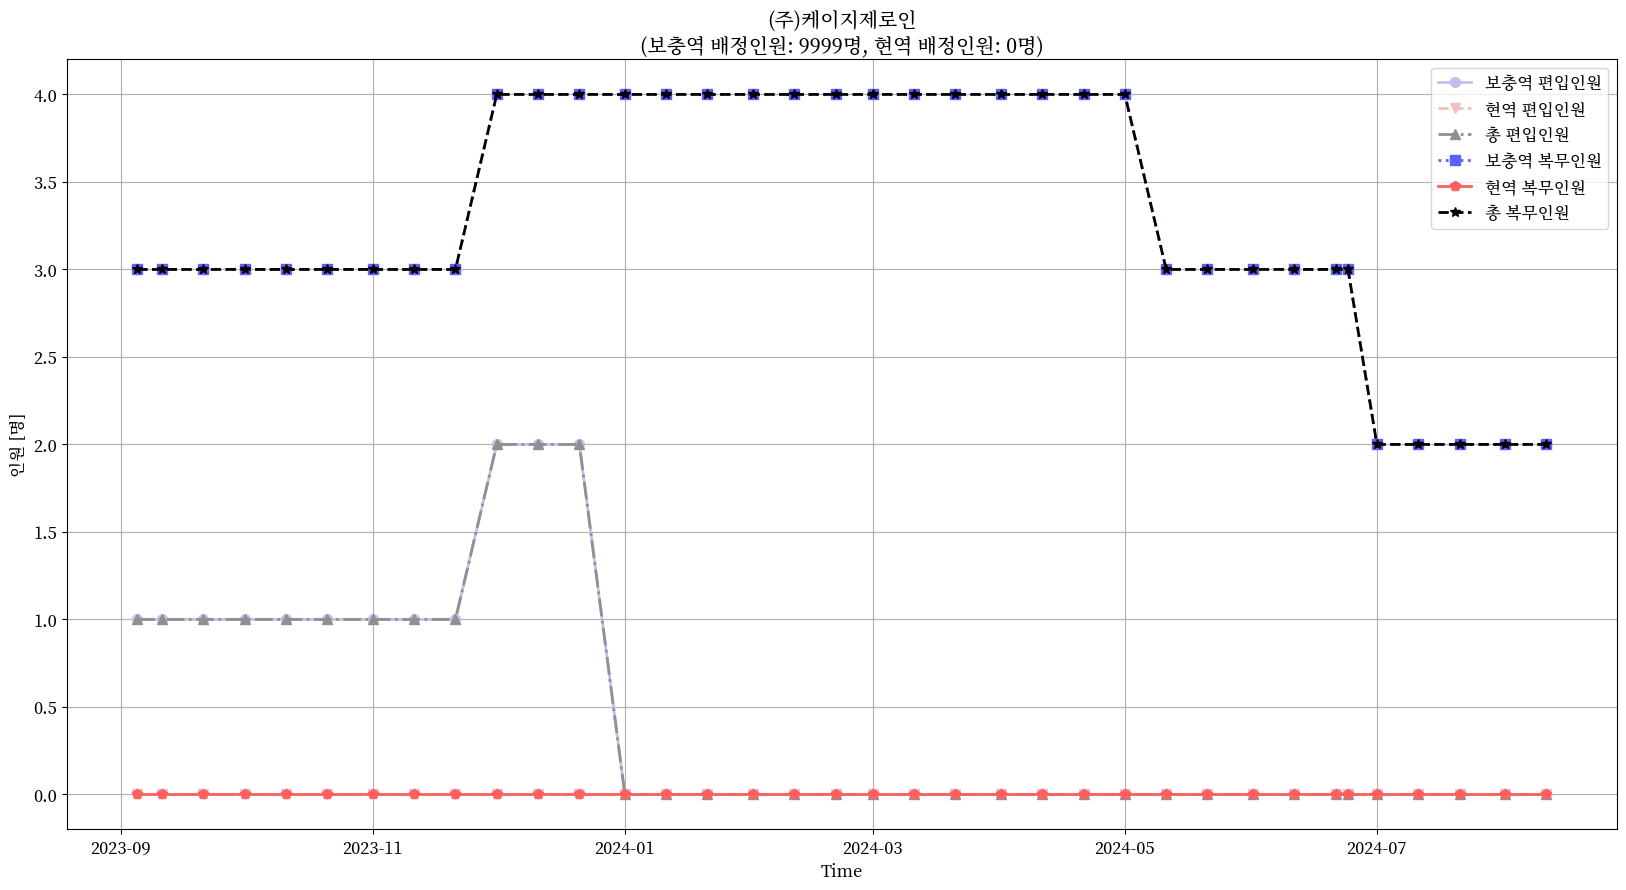 (주)케이지제로인
(보충역 배정인원: 9999명, 현역 배정인원: 0명)
보충역 편입인원
현역 편입인원
총 편입인원
보충역 복무인원
현역 복무인원
총 복무인원
4.0
3.5
3.0
2.5
2.0
1.5
1.0
0.5
0.0
인원 [명]
2023-09
2023-11
2024-01
2024-03
2024-05
2024-07
Time